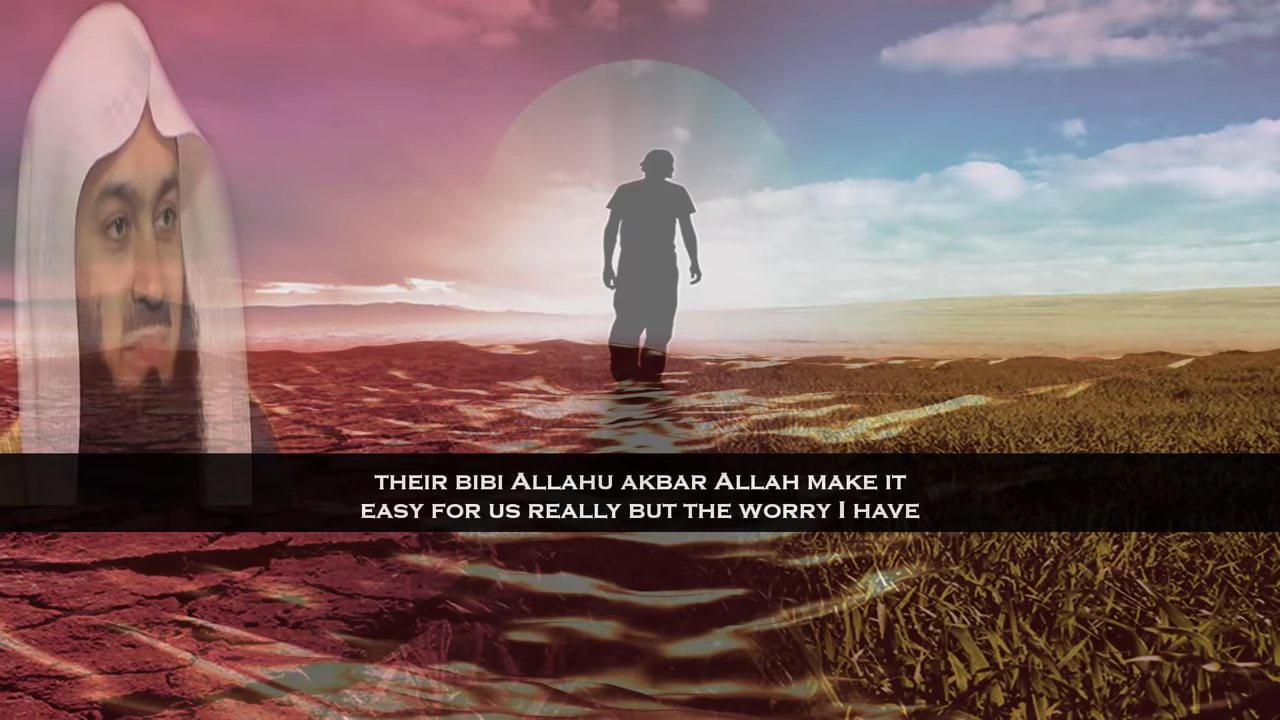 THEIR BIBI ALLAHU AKBAR ALLAH MAKE IT
EASY FOR US REALLY BUT THE WORRY I HAVE